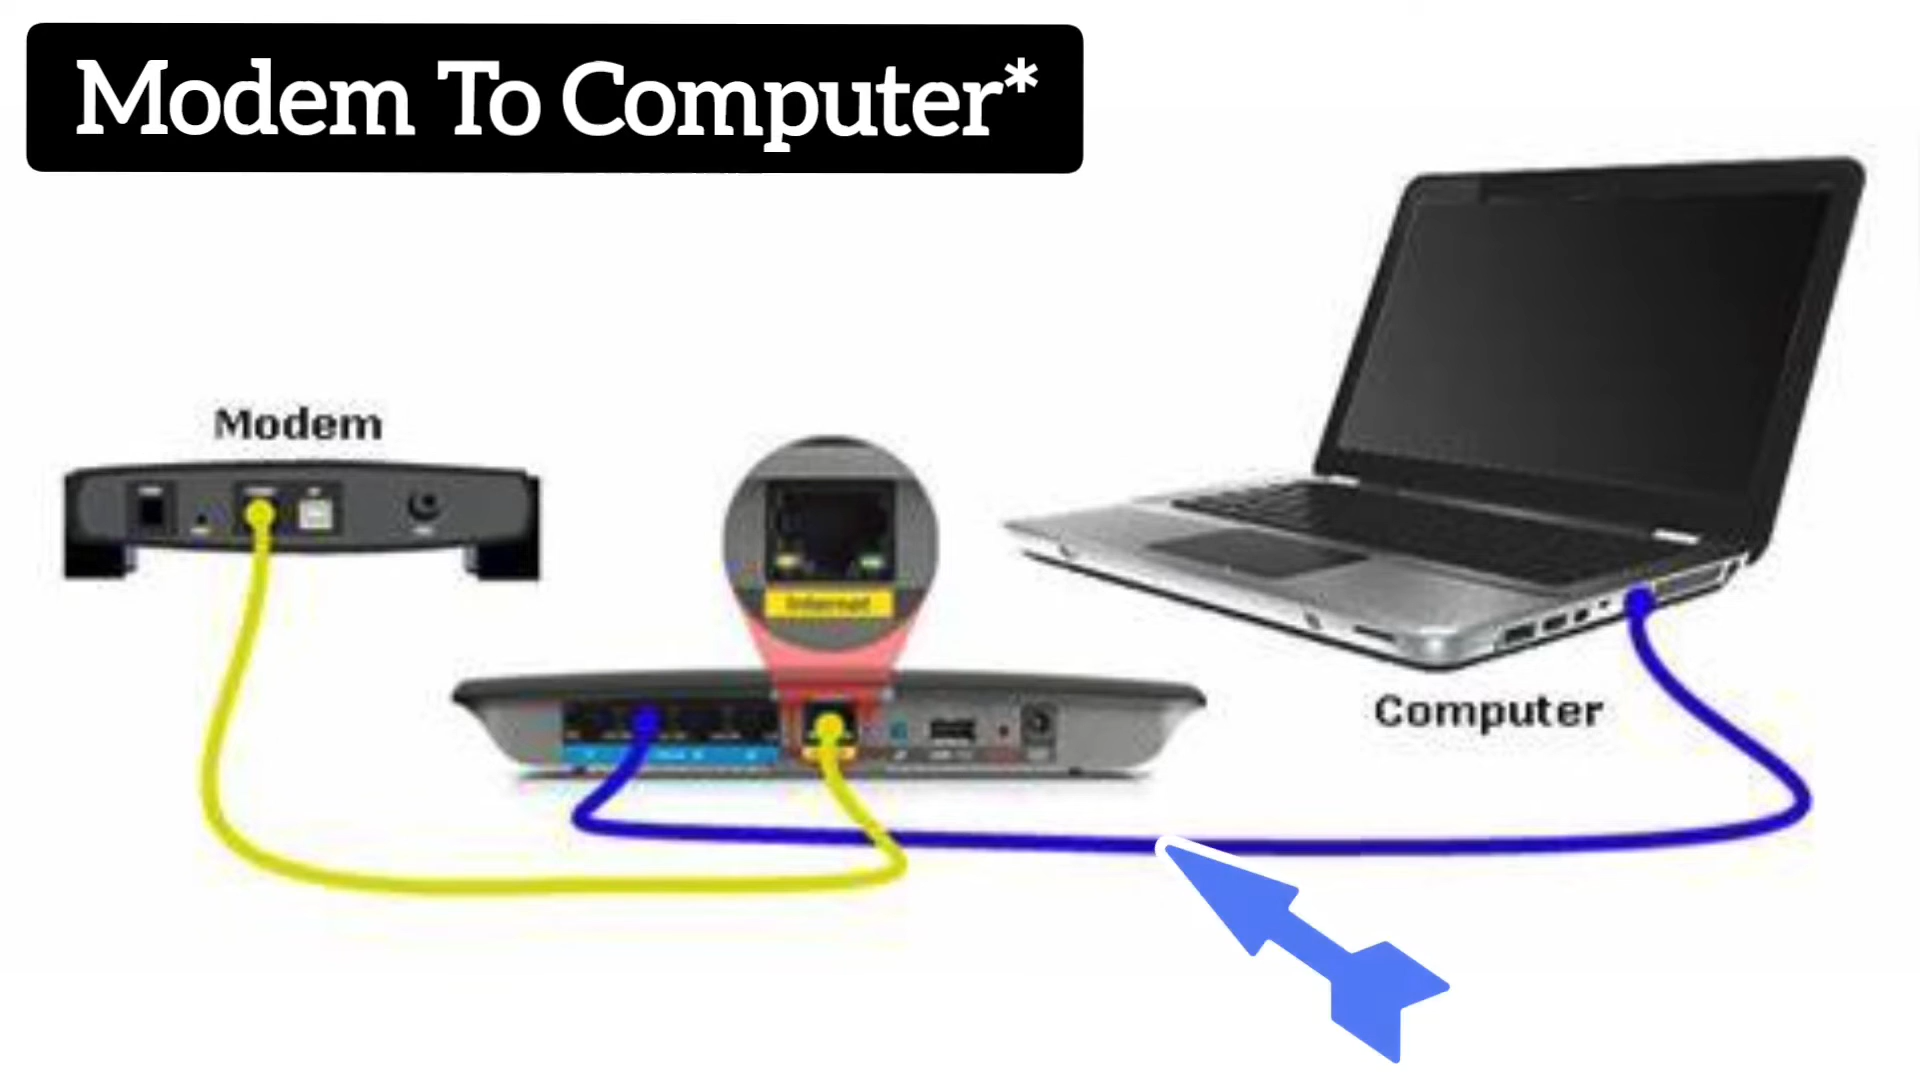 Modem To Computer*
Modem
Internet
Computer